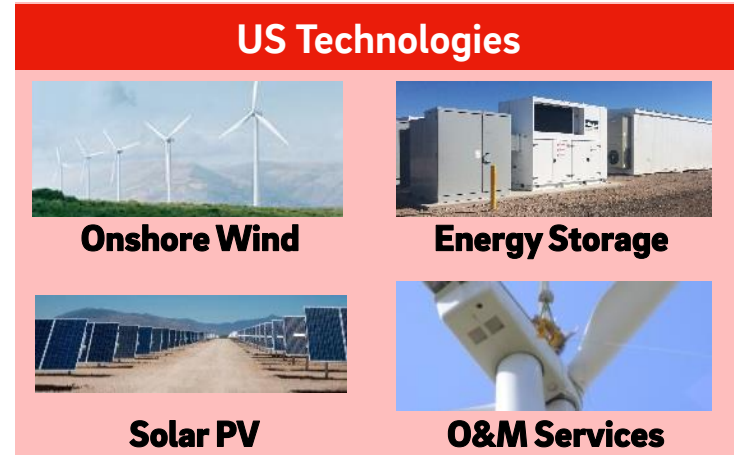 US Technologies
Onshore Wind
Energy Storage
Solar PV
O&M Services